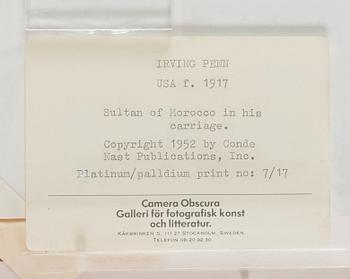 IRVING PENN
USA f. 1917
Sultan of Morocco in his
carriage.
Copyright 1952 by Conde
Nast Publications, Inc.
Platinum/palldium print no: 7/17
Camera Obscura
Galleri för fotografisk konst
och litteratur.
KÅKBRINKEN 5, 111 27 STOCKHOLM, SWEDEN.
TELEFON 08-20 92 30